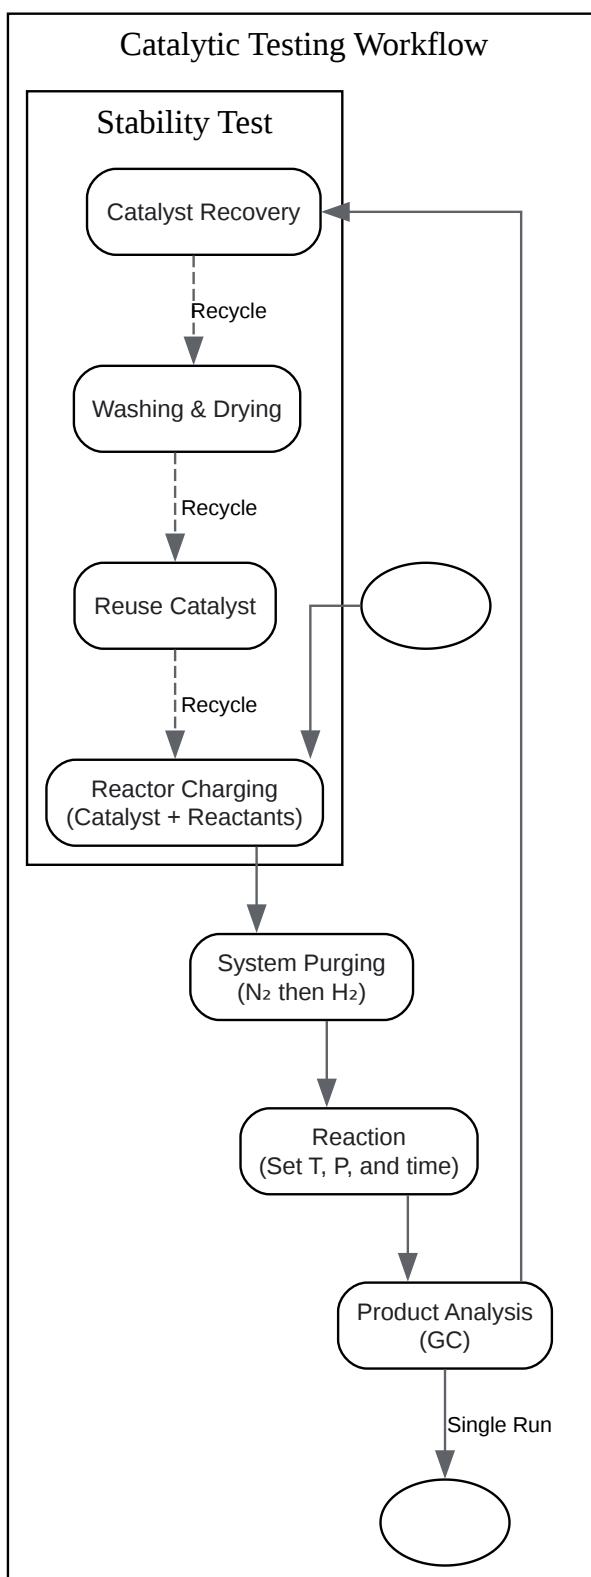 Catalytic Testing Workflow
Stability Test
Catalyst Recovery
Recycle
Washing & Drying
Recycle
Reuse Catalyst
Recycle
Reactor Charging
(Catalyst + Reactants)
System Purging
(N₂ then H₂)
Reaction
(Set T, P, and time)
Product Analysis
(GC)
Single Run